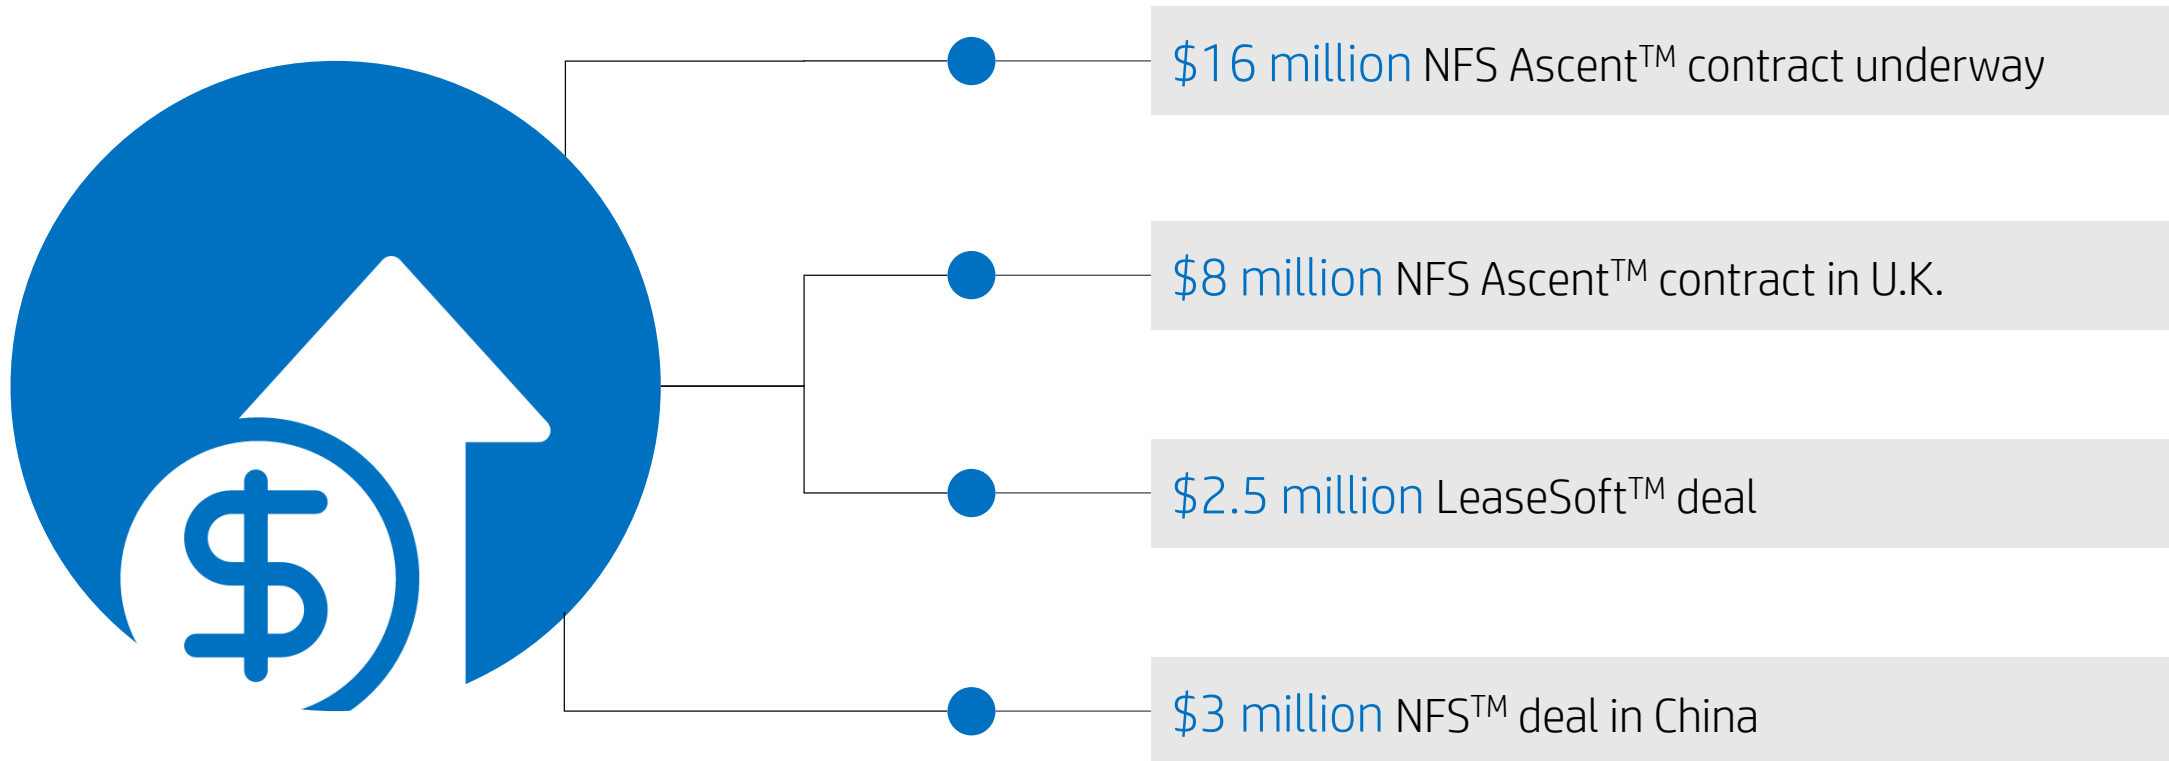 $16 million NFS Ascent™ contract underway
$8 million NFS Ascent™ contract in U.K.
$2.5 million LeaseSoft™ deal
$3 million NFS™ deal in China